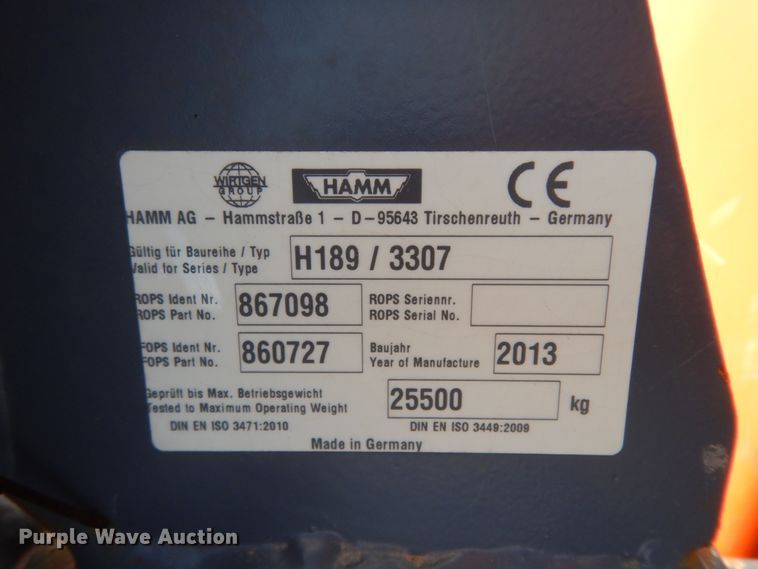 WIRTGEN
GROUP
HAMM
CE
HAMM AG – Hammstraße 1 – D–95643 Tirschenreuth – Germany
Gültig für Baureihe / Typ
Valid for Series / Type
H189 / 3307
ROPS Ident Nr.
ROPS Part No.
867098
ROPS Seriennr.
ROPS Serial No.
FOPS Ident Nr.
FOPS Part No.
860727
Baujahr
Year of Manufacture
2013
Geprüft bis Max. Betriebsgewicht
Tested to Maximum Operating Weight
25500 kg
DIN EN ISO 3471:2010
DIN EN ISO 3449:2009
Made in Germany
Purple Wave Auction